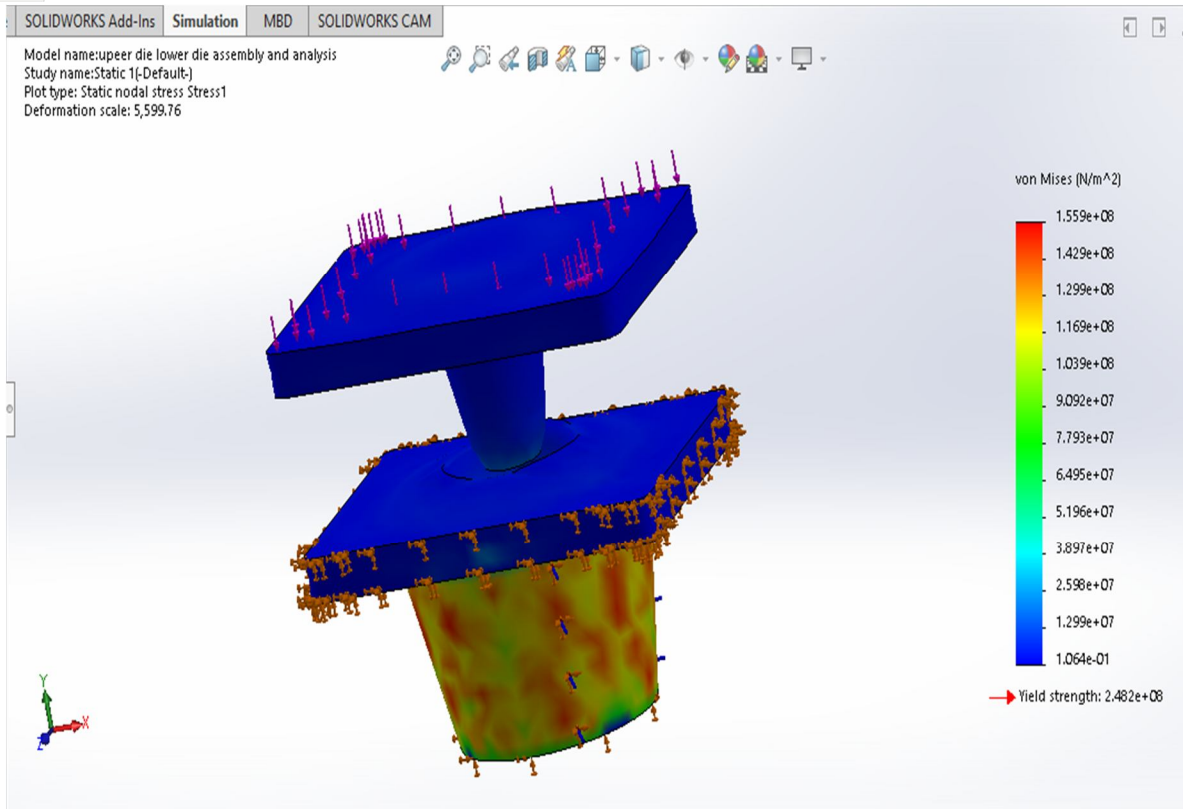 SOLIDWORKS Add-Ins Simulation MBD SOLIDWORKS CAM
Model name:upeer die lower die assembly and analysis
Study name:Static 1(-Default-)
Plot type: Static nodal stress Stress1
Deformation scale: 5,599.76
von Mises (N/m^2)
1.559e+08
1.429e+08
1.299e+08
1.169e+08
1.039e+08
9.092e+07
7.793e+07
6.495e+07
5.196e+07
3.897e+07
2.598e+07
1.299e+07
1.064e-01
Yield strength: 2.482e+08
Y
X
Z